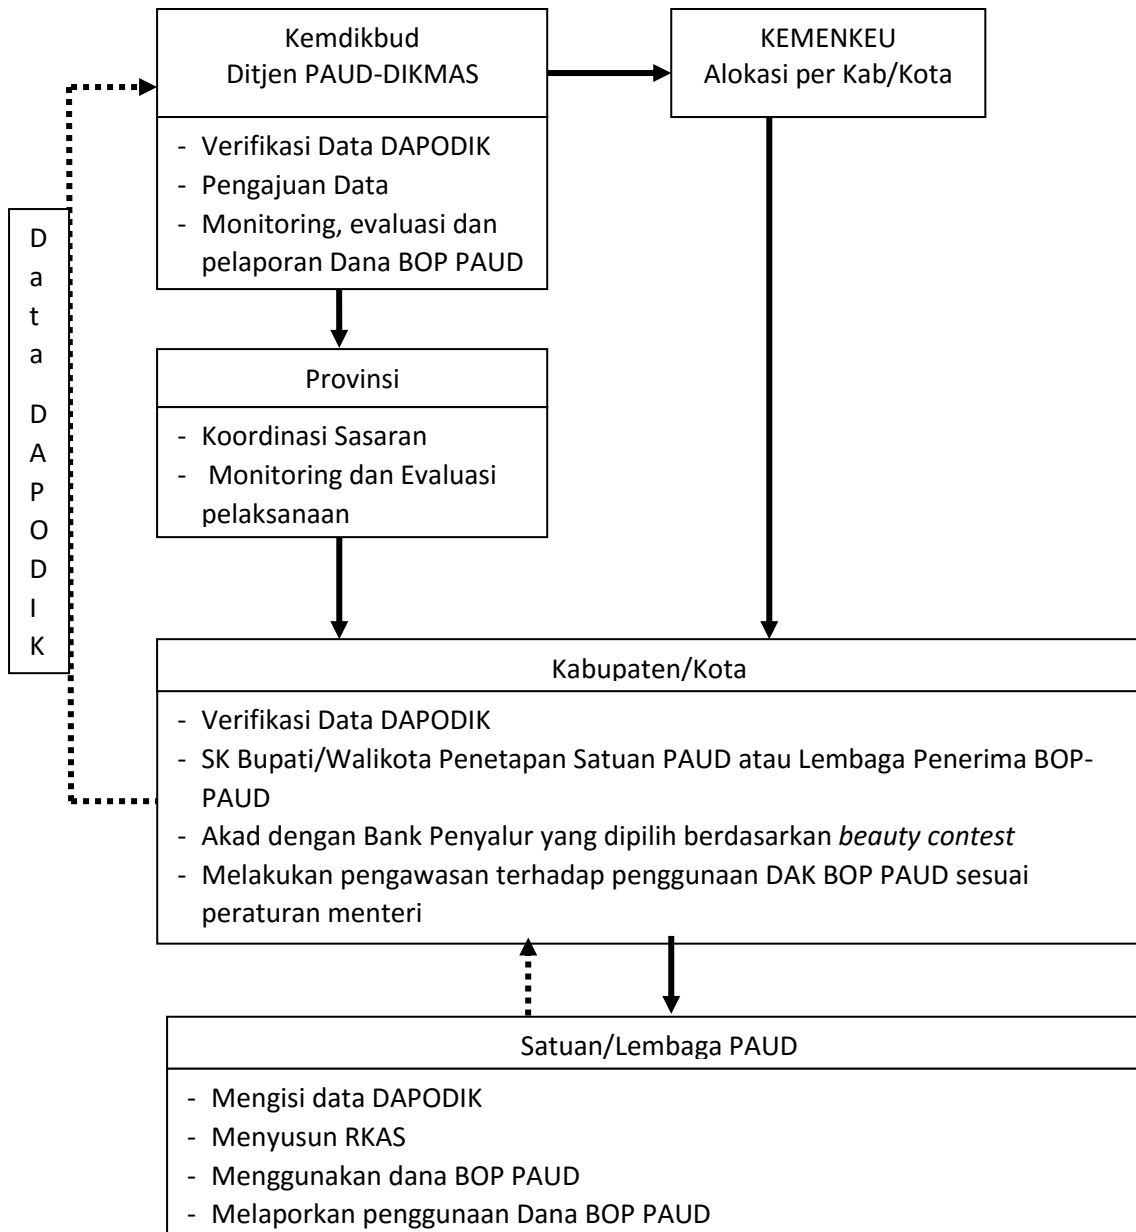 Kemdikbud
Ditjen PAUD-DIKMAS
KEMENKEU
Alokasi per Kab/Kota
- Verifikasi Data DAPODIK
- Pengajuan Data
- Monitoring, evaluasi dan
pelaporan Dana BOP PAUD
Data DAPODIK
Provinsi
- Koordinasi Sasaran
- Monitoring dan Evaluasi
pelaksanaan
Kabupaten/Kota
- Verifikasi Data DAPODIK
- SK Bupati/Walikota Penetapan Satuan PAUD atau Lembaga Penerima BOP-
PAUD
- Akad dengan Bank Penyalur yang dipilih berdasarkan beauty contest
- Melakukan pengawasan terhadap penggunaan DAK BOP PAUD sesuai
peraturan menteri
Satuan/Lembaga PAUD
- Mengisi data DAPODIK
- Menyusun RKAS
- Menggunakan dana BOP PAUD
- Melaporkan penggunaan Dana BOP PAUD